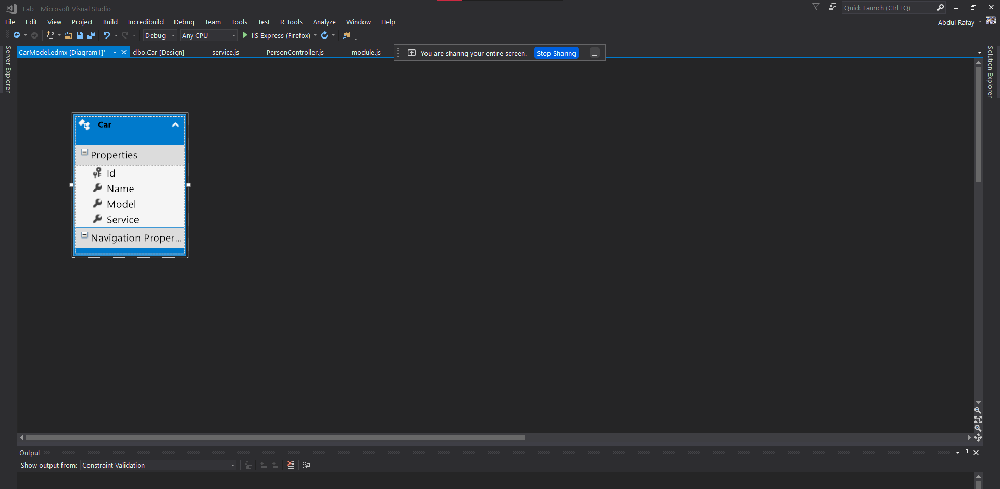 Lab - Microsoft Visual Studio
Quick Launch (Ctrl+Q)
File Edit View Project Build Incredibuild Debug Team Tools Test R Tools Analyze Window Help
Abdul Rafay
Debug Any CPU IIS Express (Firefox)
CarModel.edmx [Diagram1]* dbo.Car [Design] service.js PersonController.js module.js
You are sharing your entire screen. Stop Sharing
Server Explorer
Solution Explorer
Car
Properties
Id
Name
Model
Service
Navigation Proper...
Output
Show output from: Constraint Validation